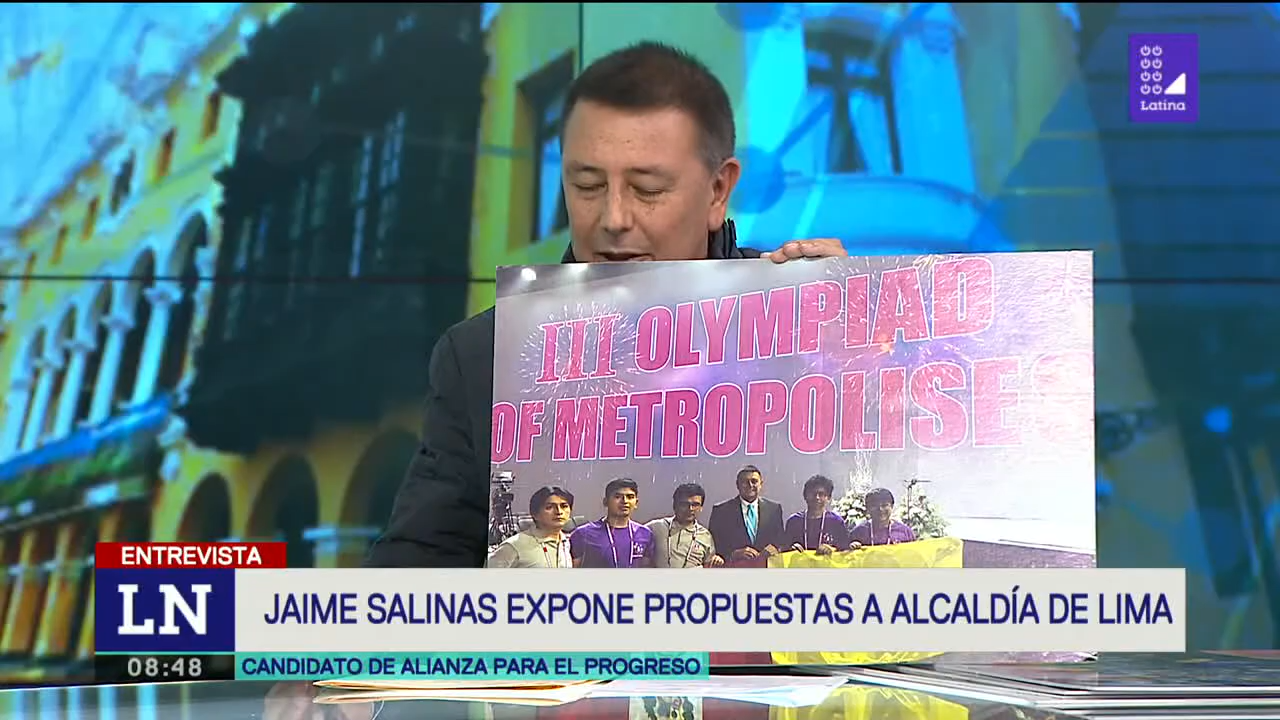 Latina
III OLYMPIAD
OF METROPOLISES
ENTREVISTA
LN
JAIME SALINAS EXPONE PROPUESTAS A ALCALDÍA DE LIMA
08:48
CANDIDATO DE ALIANZA PARA EL PROGRESO